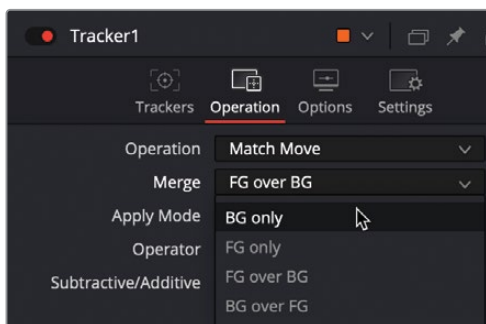 Tracker1
Trackers Operation Options Settings
Operation Match Move
Merge FG over BG
Apply Mode BG only
Operator FG only
FG over BG
Subtractive/Additive
BG over FG